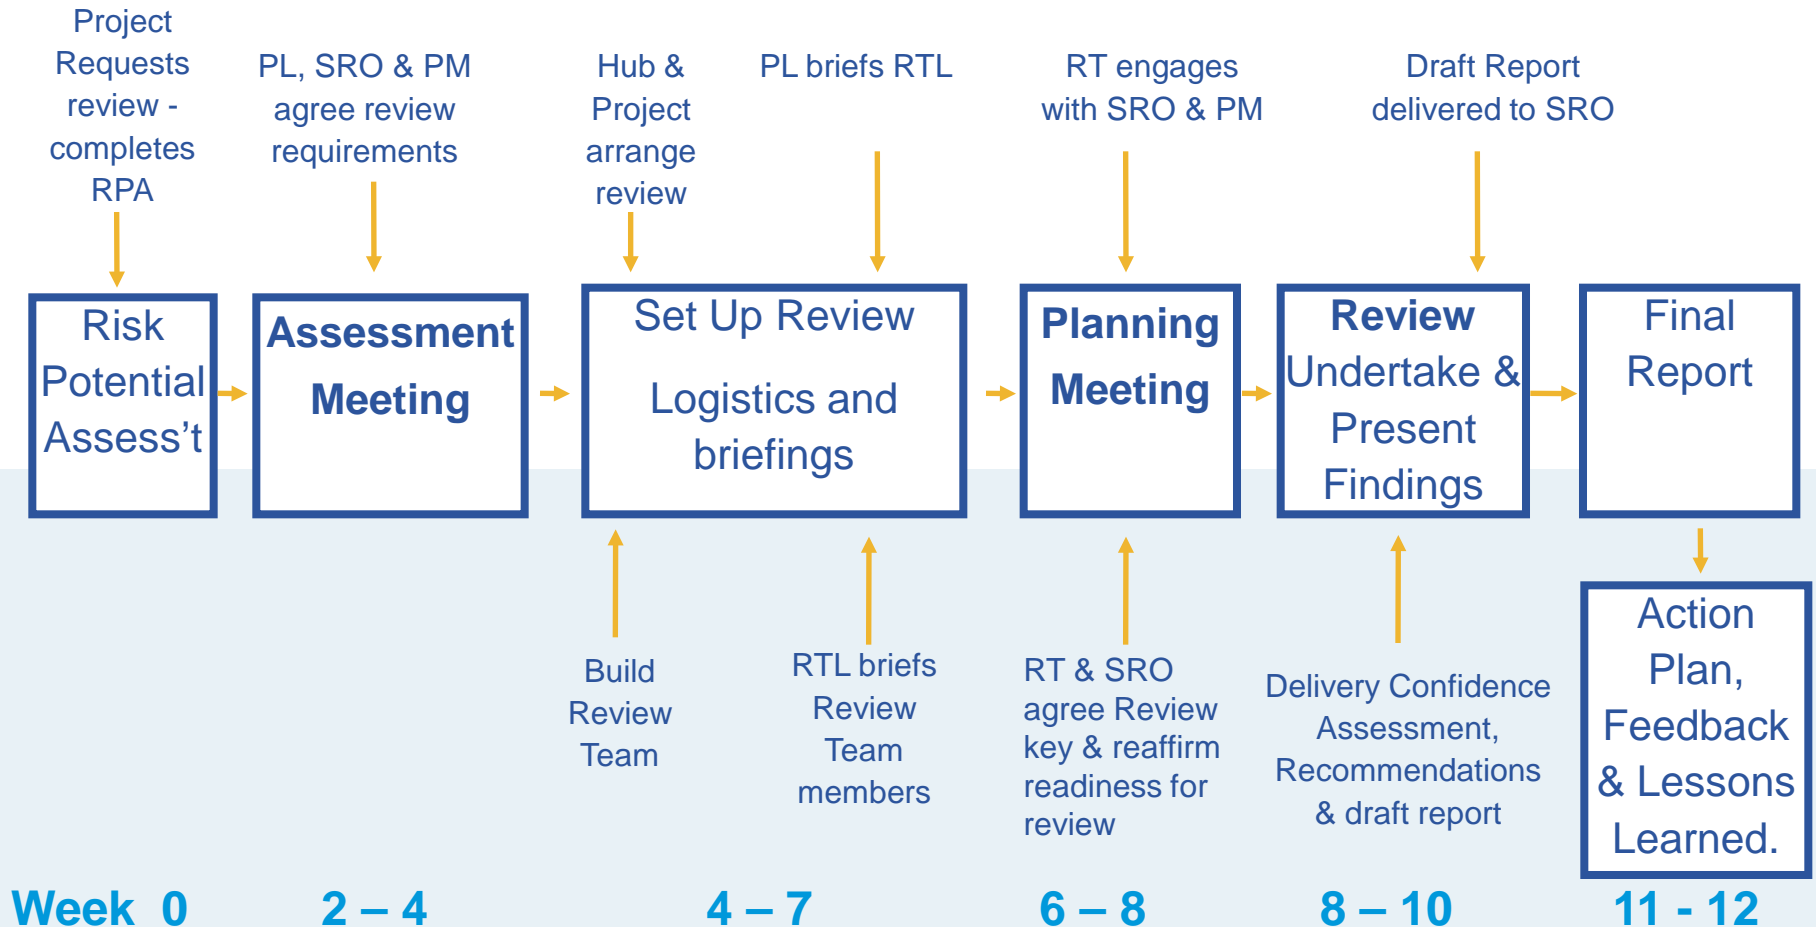 Project
Requests
review -
completes
RPA
PL, SRO & PM
agree review
requirements
Hub &
Project
arrange
review
PL briefs RTL
RT engages
with SRO & PM
Draft Report
delivered to SRO
Risk
Potential
Assess’t
Assessment
Meeting
Set Up Review
Logistics and
briefings
Planning
Meeting
Review
Undertake &
Present
Findings
Final
Report
Build
Review
Team
RTL briefs
Review
Team
members
RT & SRO
agree Review
key & reaffirm
readiness for
review
Delivery Confidence
Assessment,
Recommendations
& draft report
Action
Plan,
Feedback
& Lessons
Learned.
Week 0 2 – 4 4 – 7 6 – 8 8 – 10 11 - 12